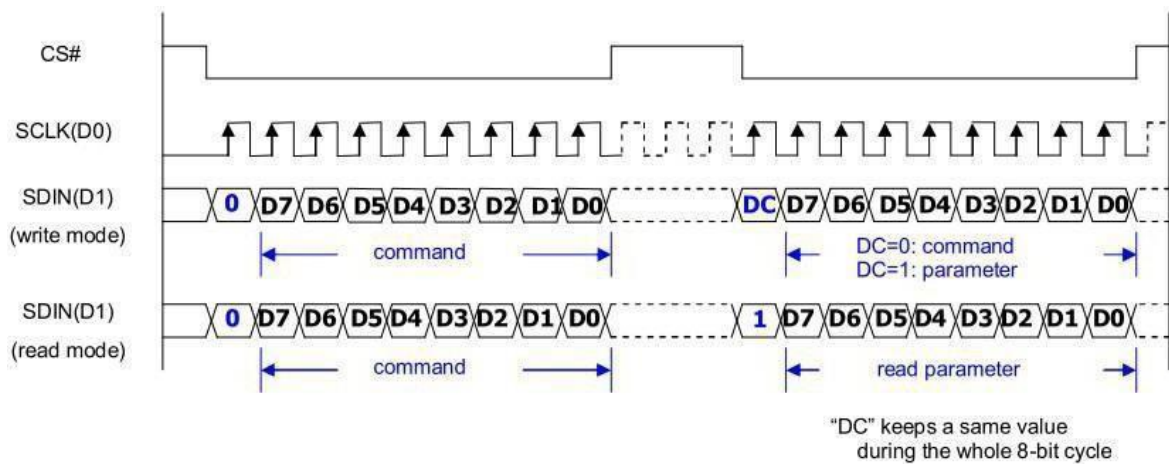 CS#
SCLK(D0)
SDIN(D1)
(write mode)
0 D7 D6 D5 D4 D3 D2 D1 D0
DC D7 D6 D5 D4 D3 D2 D1 D0
command
DC=0: command
DC=1: parameter
SDIN(D1)
(read mode)
0 D7 D6 D5 D4 D3 D2 D1 D0
1 D7 D6 D5 D4 D3 D2 D1 D0
command
read parameter
“DC” keeps a same value
during the whole 8-bit cycle